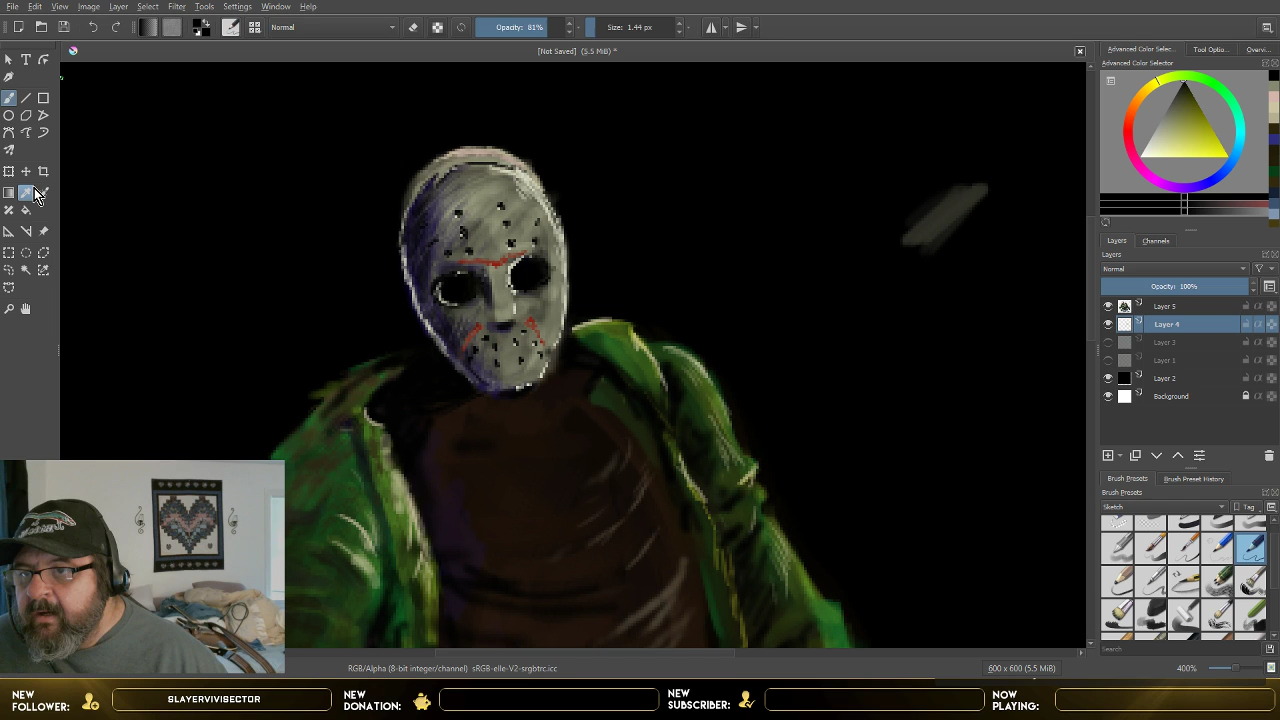 File Edit View Image Layer Select Filter Tools Settings Window Help
Normal
Opacity: 81%
Size: 1.44 px
[Not Saved] (5.5 MiB) *
Advanced Color Selec...
Tool Optio...
Overvi...
Advanced Color Selector
Layers
Channels
Layers
Normal
Opacity: 100%
Layer 5
Layer 4
Layer 3
Layer 1
Layer 2
Background
Brush Presets
Brush Preset History
Brush Presets
Sketch
Tag
Search
RGB/Alpha (8-bit integer/channel) sRGB-elle-V2-srgbtrc.icc
600 x 600 (5.5 MiB)
400%
NEW FOLLOWER:
SLAYERVIVISECTOR
NEW DONATION:
NEW SUBSCRIBER:
NOW PLAYING: